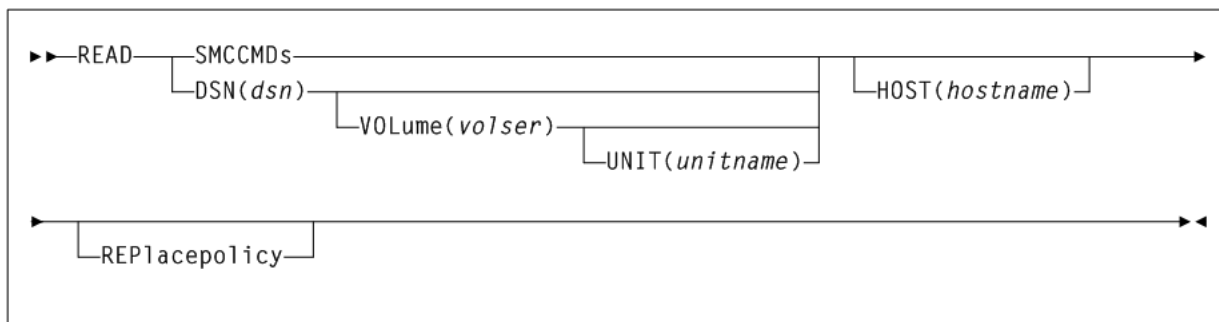 READ SMCCMDs
DSN(dsn) HOST(hostname)
VOLume(volser)
UNIT(unitname)
REPlacepolicy